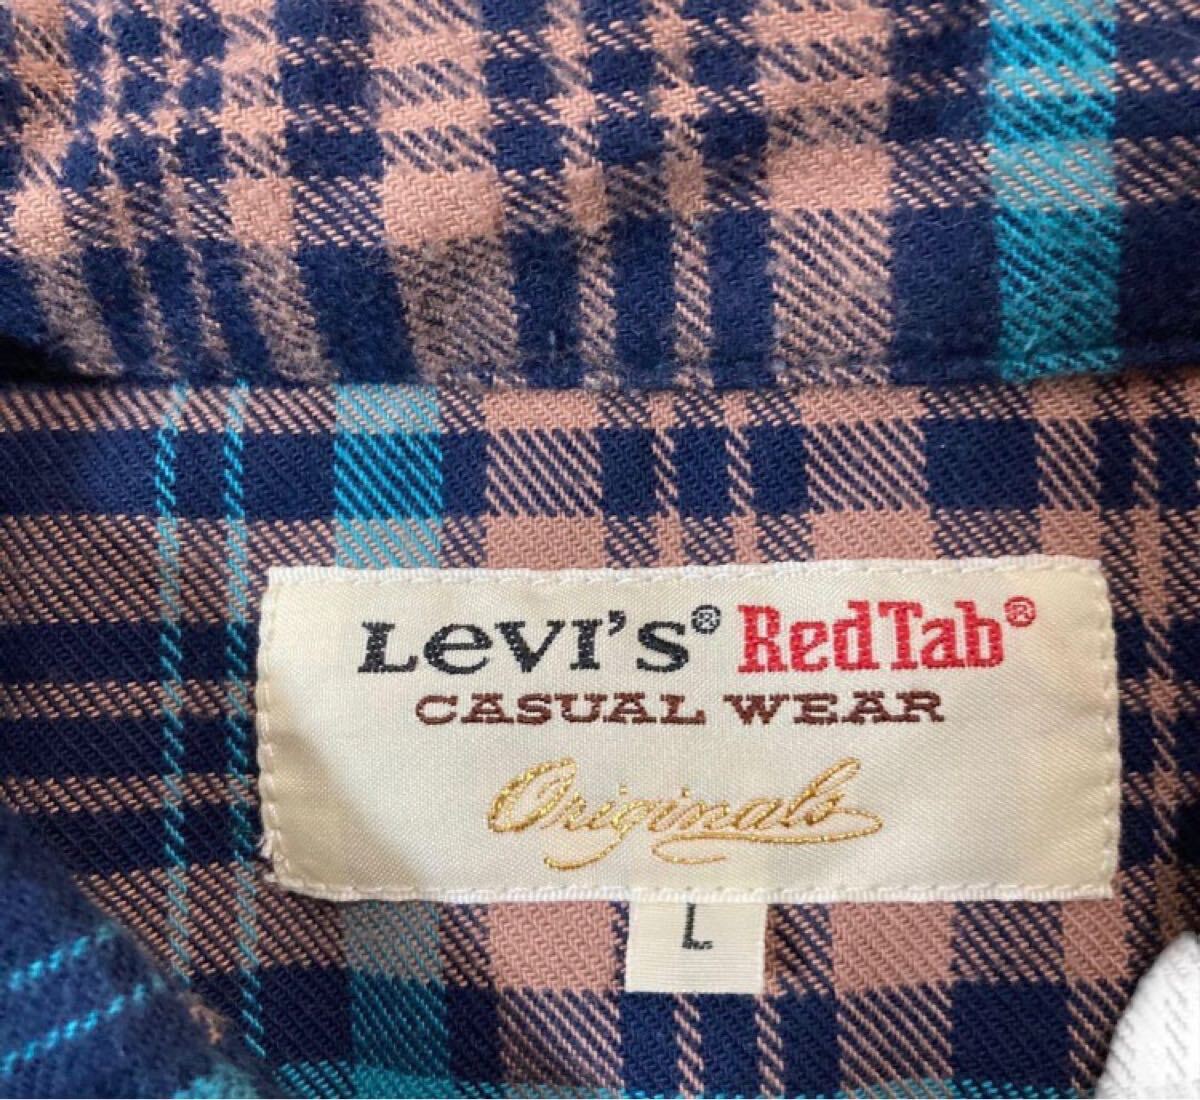 Levi's® RedTab®
CASUAL WEAR
Originals
L